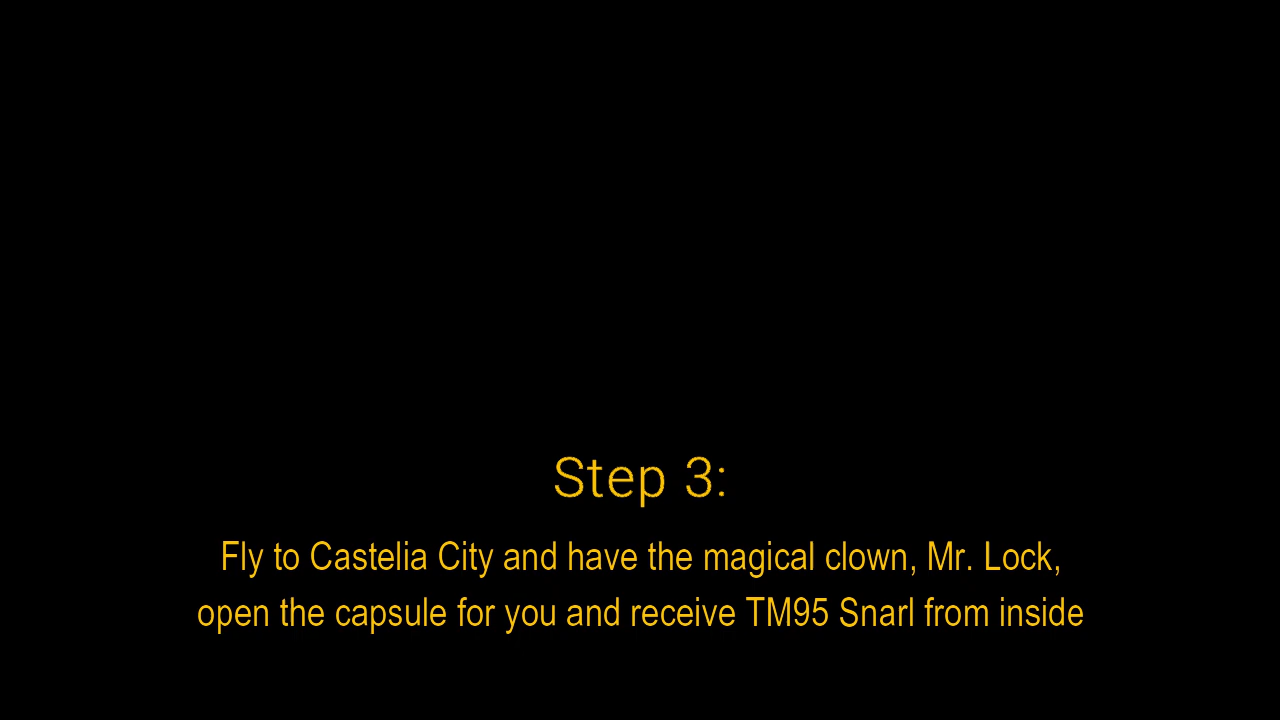 Step 3:
Fly to Castelia City and have the magical clown, Mr. Lock,
open the capsule for you and receive TM95 Snarl from inside